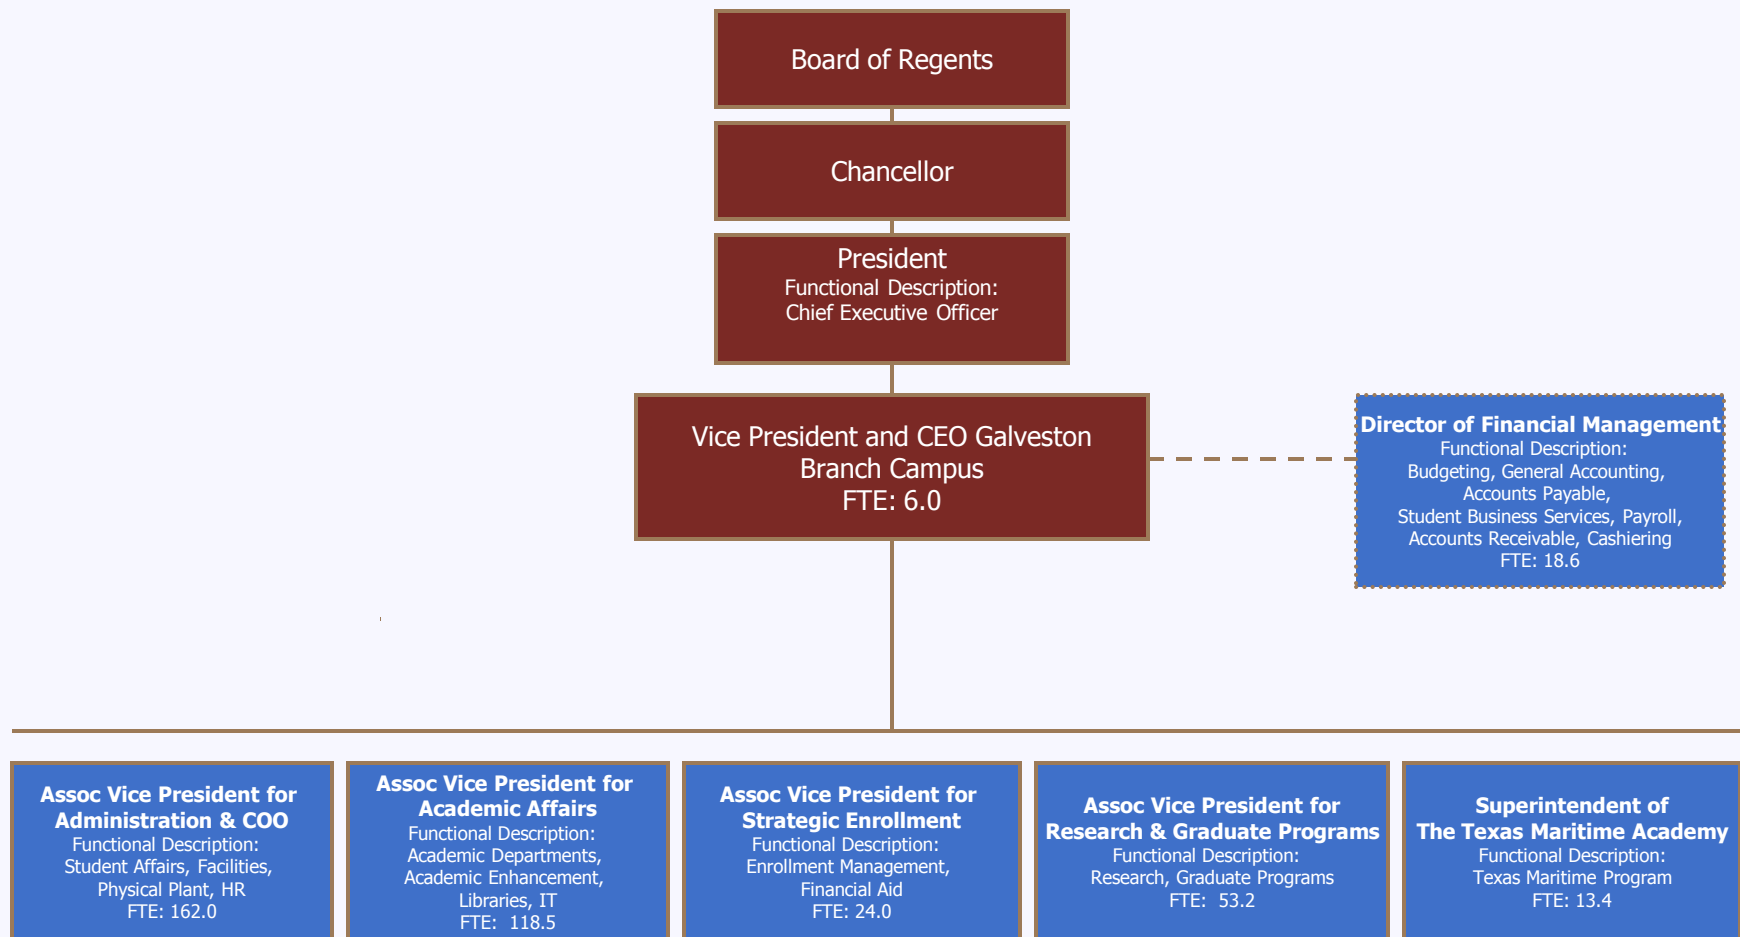 Board of Regents
Chancellor
President
Functional Description:
Chief Executive Officer
Vice President and CEO Galveston
Branch Campus
FTE: 6.0
Director of Financial Management
Functional Description:
Budgeting, General Accounting,
Accounts Payable,
Student Business Services, Payroll,
Accounts Receivable, Cashiering
FTE: 18.6
Assoc Vice President for
Administration & COO
Functional Description:
Student Affairs, Facilities,
Physical Plant, HR
FTE: 162.0
Assoc Vice President for
Academic Affairs
Functional Description:
Academic Departments,
Academic Enhancement,
Libraries, IT
FTE: 118.5
Assoc Vice President for
Strategic Enrollment
Functional Description:
Enrollment Management,
Financial Aid
FTE: 24.0
Assoc Vice President for
Research & Graduate Programs
Functional Description:
Research, Graduate Programs
FTE: 53.2
Superintendent of
The Texas Maritime Academy
Functional Description:
Texas Maritime Program
FTE: 13.4